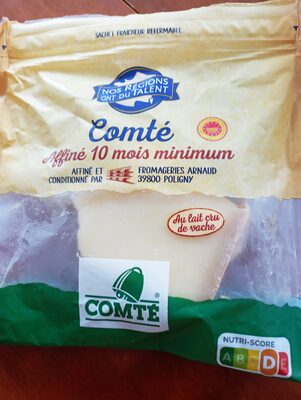 SACHET FRAICHEUR REFERMABLE
NOS RÉGIONS
ONT DU TALENT
Comté
Affiné 10 mois minimum
AFFINÉ ET
CONDITIONNÉ PAR
FROMAGERIES ARNAUD
39800 POLIGNY
Au lait cru
de vache
COMTÉ
NUTRI-SCORE
A B C D E